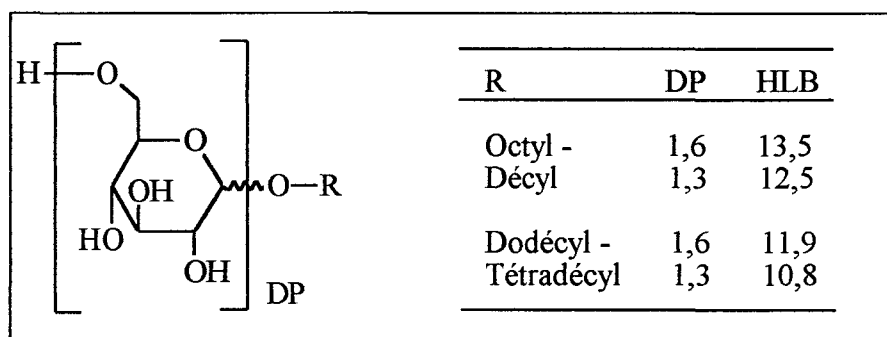 H
O
O
OH
HO
OH
O—R
DP
R DP HLB
Octyl - 1,6 13,5
Décyl 1,3 12,5
Dodécyl - 1,6 11,9
Tétradécyl 1,3 10,8